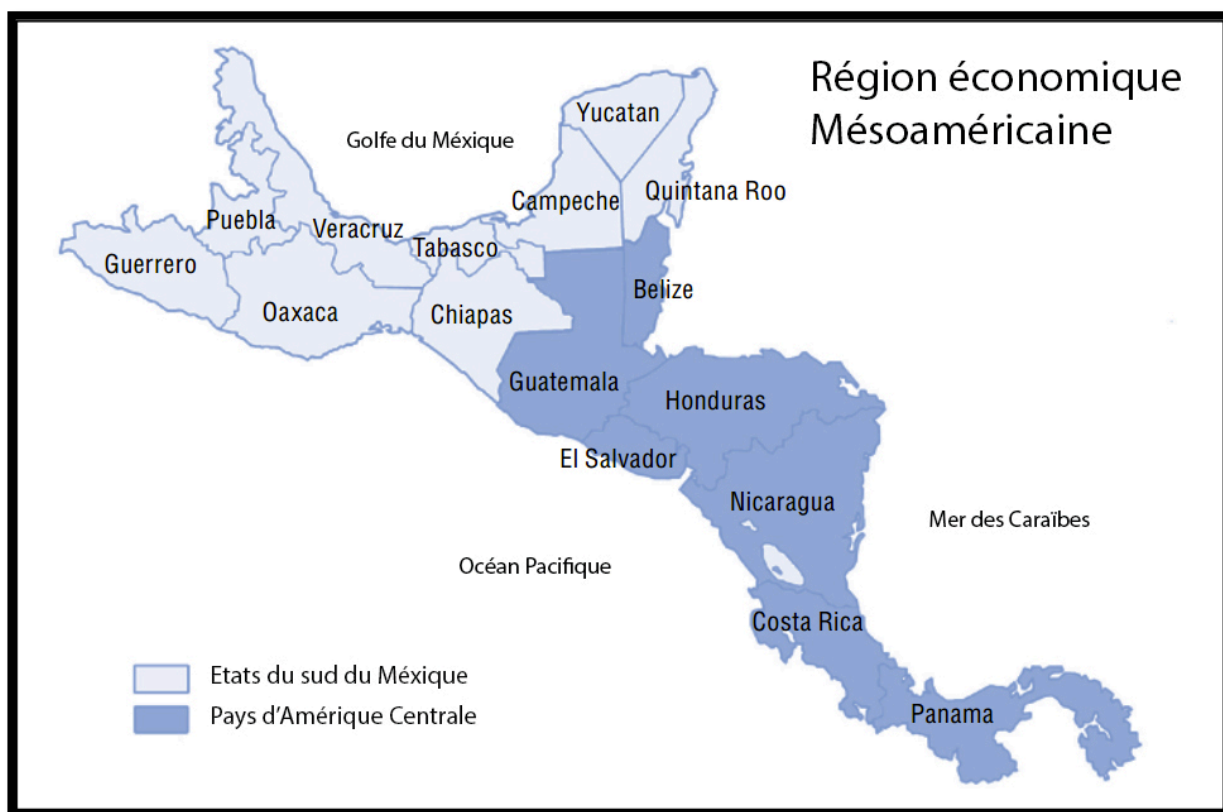 Région économique
Mésoaméricaine
Yucatan
Golfe du Méxique
Campeche
Quintana Roo
Puebla
Veracruz
Tabasco
Guerrero
Oaxaca
Chiapas
Belize
Guatemala
Honduras
El Salvador
Nicaragua
Mer des Caraïbes
Océan Pacifique
Costa Rica
Panama
Etats du sud du Méxique
Pays d'Amérique Centrale